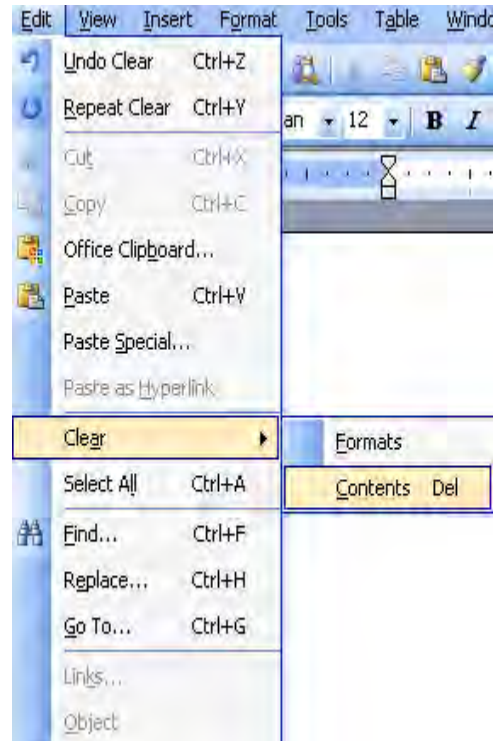 Edit View Insert Format Tools Table
Undo Clear Ctrl+Z
Repeat Clear Ctrl+Y
an 12 B I
Cut Ctrl+X
Copy Ctrl+C
Office Clipboard...
Paste Ctrl+V
Paste Special...
Paste as Hyperlink
Clear Formats
Select All Ctrl+A Contents Del
Find... Ctrl+F
Replace... Ctrl+H
Go To... Ctrl+G
Links...
Object